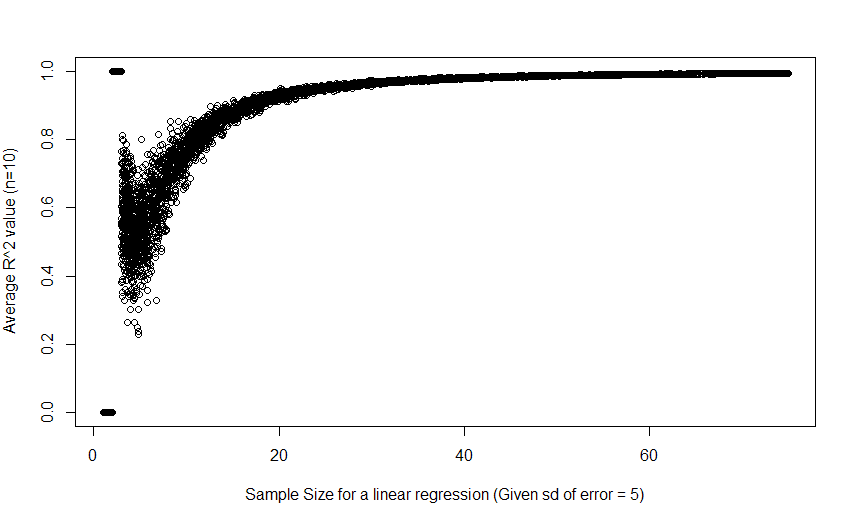 Average R^2 value (n=10)
1.0
0.8
0.6
0.4
0.2
0.0
0 20 40 60
Sample Size for a linear regression (Given sd of error = 5)